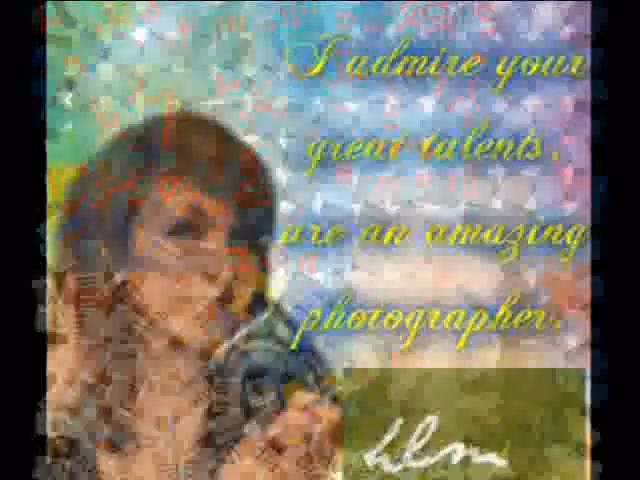 I admire your
great talents.
are an amazing
photographer.